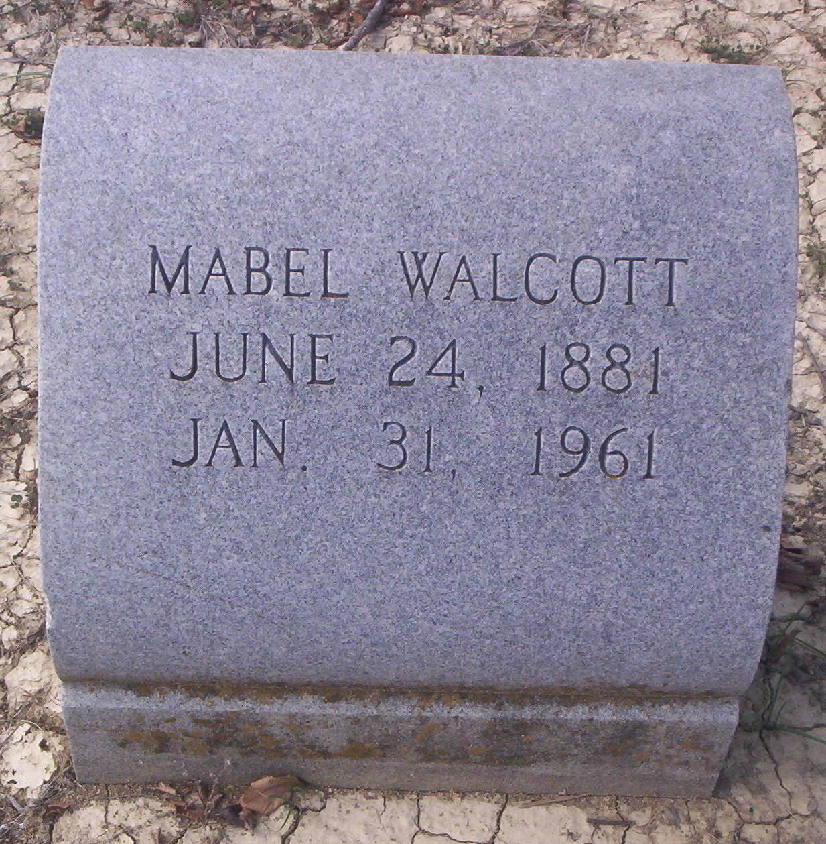 MABEL WALCOTT
JUNE 24, 1881
JAN. 31, 1961